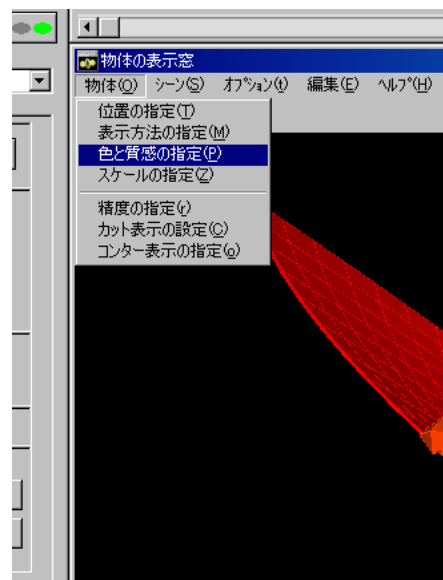 物体の表示窓
物体(O) シーン(S) オプション(t) 編集(E) ヘルプ(H)
位置の指定(T)
表示方法の指定(M)
色と質感の指定(P)
スケールの指定(Z)
精度の指定(r)
カット表示の設定(C)
コンター表示の指定(o)